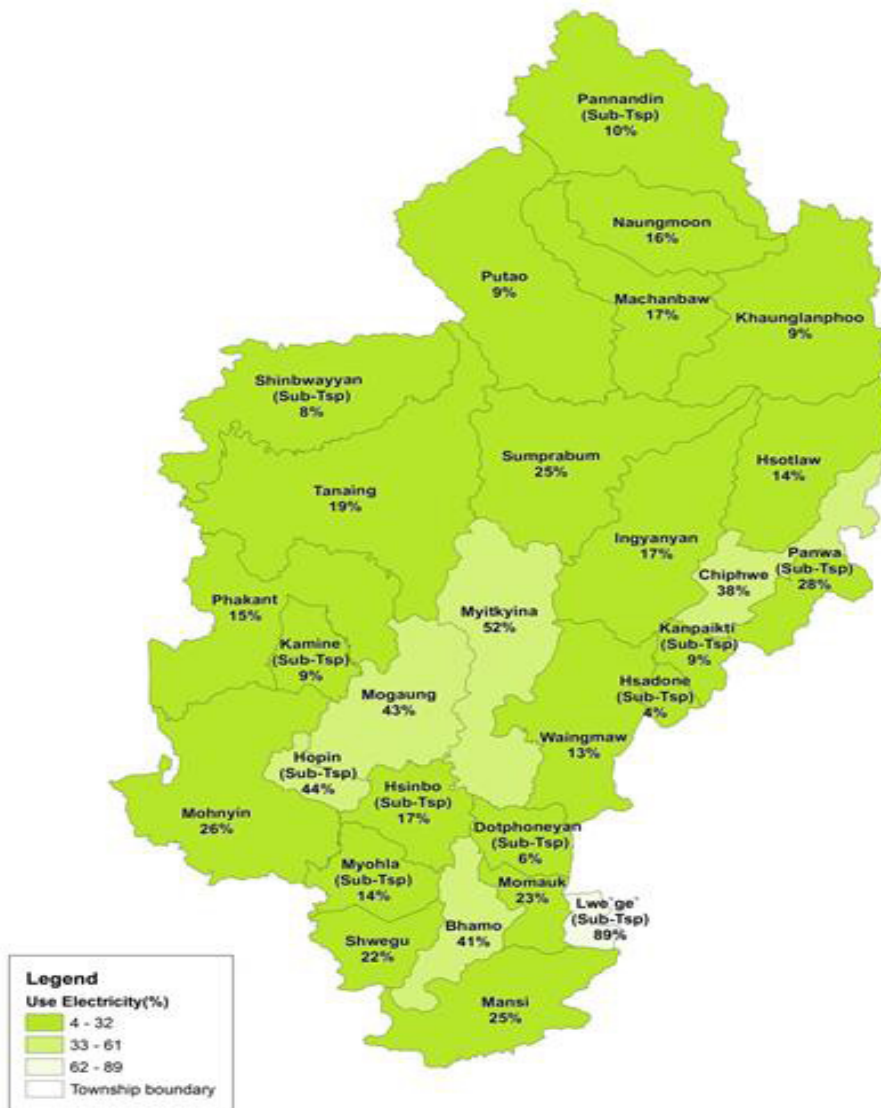 Pannandin
(Sub-Tsp)
10%
Naungmoon
16%
Putao
9%
Machanbaw
17%
Khaunglanphoo
9%
Shinbwayyan
(Sub-Tsp)
8%
Sumprabum
25%
Hsotlaw
14%
Tanaing
19%
Ingyanyan
17%
Panwa
(Sub-Tsp)
28%
Chiphwe
38%
Phakant
15%
Myitkyina
52%
Kanpaikti
(Sub-Tsp)
9%
Kamine
(Sub-Tsp)
9%
Hsadone
(Sub-Tsp)
4%
Mogaung
43%
Waingmaw
13%
Hopin
(Sub-Tsp)
44%
Hsinbo
(Sub-Tsp)
17%
Mohnyin
26%
Dotphoneyan
(Sub-Tsp)
6%
Myohla
(Sub-Tsp)
14%
Momauk
23%
Lwe`ge`
(Sub-Tsp)
89%
Bhamo
41%
Shwegu
22%
Mansi
25%
Legend
Use Electricity(%)
4 - 32
33 - 61
62 - 89
Township boundary